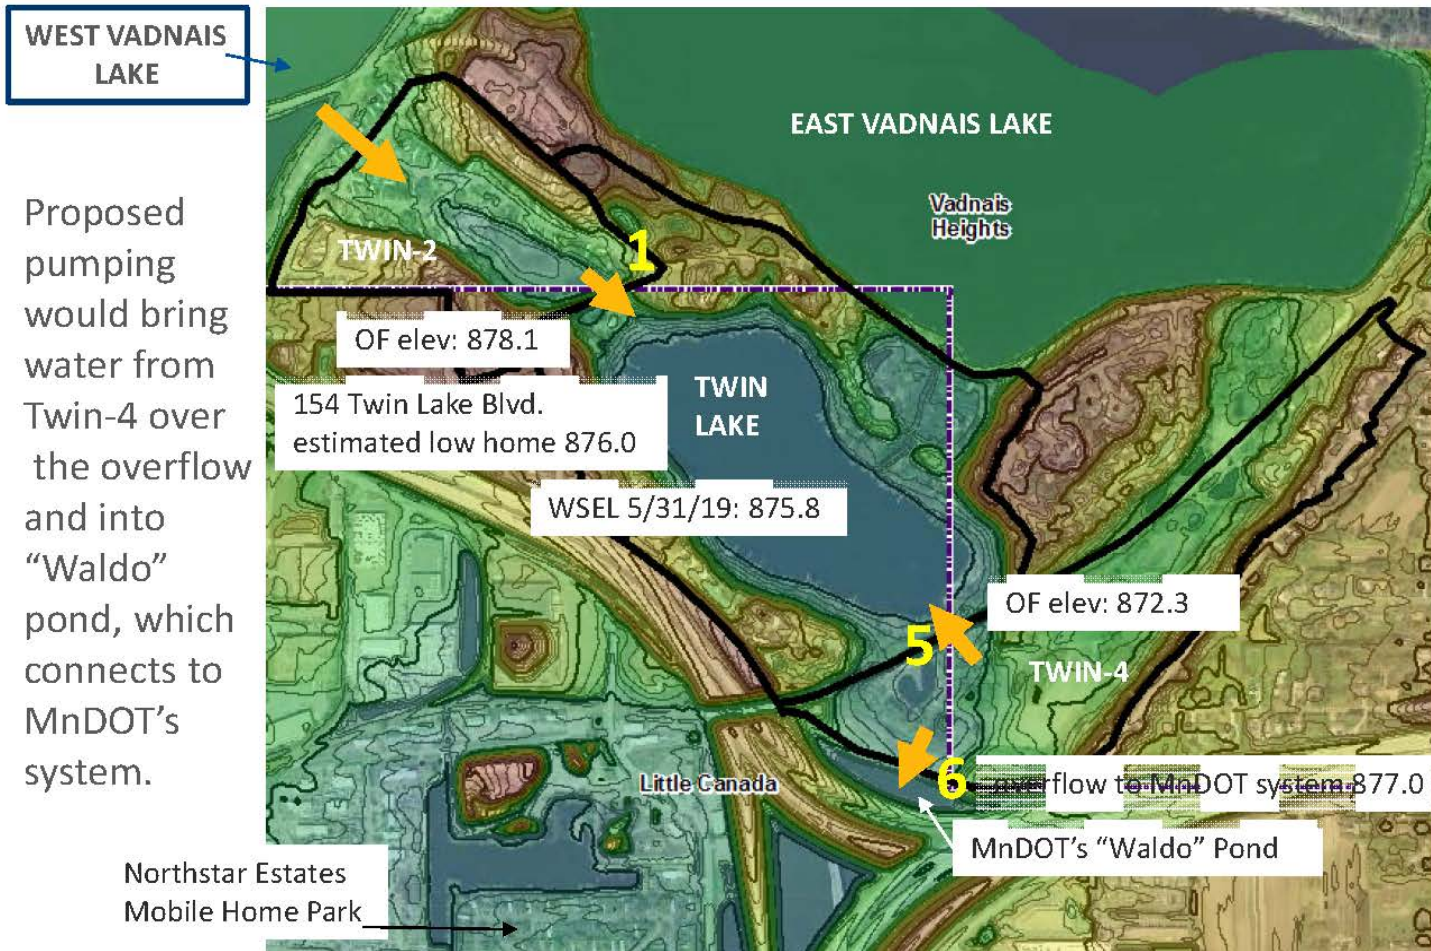 WEST VADNAIS
LAKE
Proposed
pumping
would bring
water from
Twin-4 over
the overflow
and into
“Waldo”
pond, which
connects to
MnDOT’s
system.
EAST VADNAIS LAKE
Vadnais
Heights
TWIN-2
1
OF elev: 878.1
154 Twin Lake Blvd.
estimated low home 876.0
TWIN
LAKE
WSEL 5/31/19: 875.8
OF elev: 872.3
5
TWIN-4
Little Canada
6
overflow to MnDOT system 877.0
MnDOT’s “Waldo” Pond
Northstar Estates
Mobile Home Park